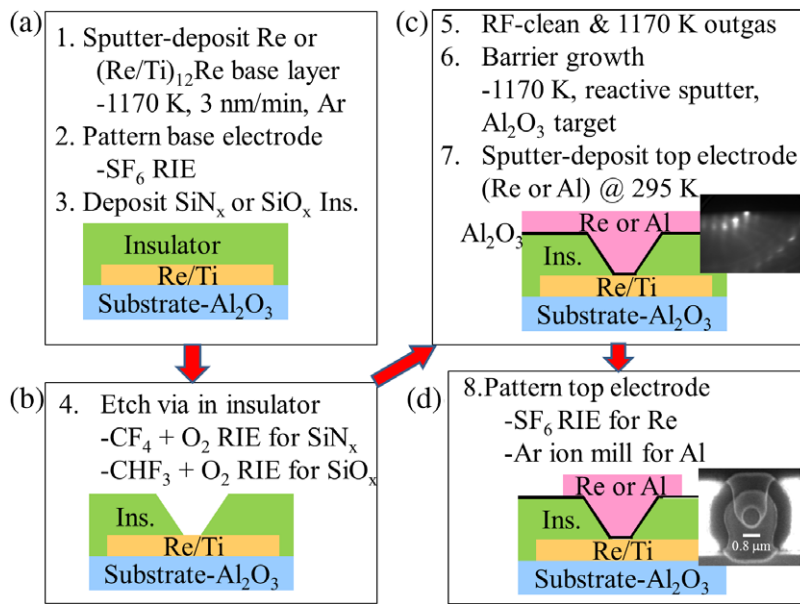 (a)
1. Sputter-deposit Re or
(Re/Ti)₁₂Re base layer
-1170 K, 3 nm/min, Ar
2. Pattern base electrode
-SF₆ RIE
3. Deposit SiNₓ or SiOₓ Ins.
Insulator
Re/Ti
Substrate-Al₂O₃
(b)
4. Etch via in insulator
-CF₄ + O₂ RIE for SiNₓ
-CHF₃ + O₂ RIE for SiOₓ
Ins.
Re/Ti
Substrate-Al₂O₃
(c)
5. RF-clean & 1170 K outgas
6. Barrier growth
-1170 K, reactive sputter,
Al₂O₃ target
7. Sputter-deposit top electrode
(Re or Al) @ 295 K
Re or Al
Al₂O₃
Ins.
Re/Ti
Substrate-Al₂O₃
(d)
8.Pattern top electrode
-SF₆ RIE for Re
-Ar ion mill for Al
Re or Al
Ins.
Re/Ti
Substrate-Al₂O₃
0.8 μm